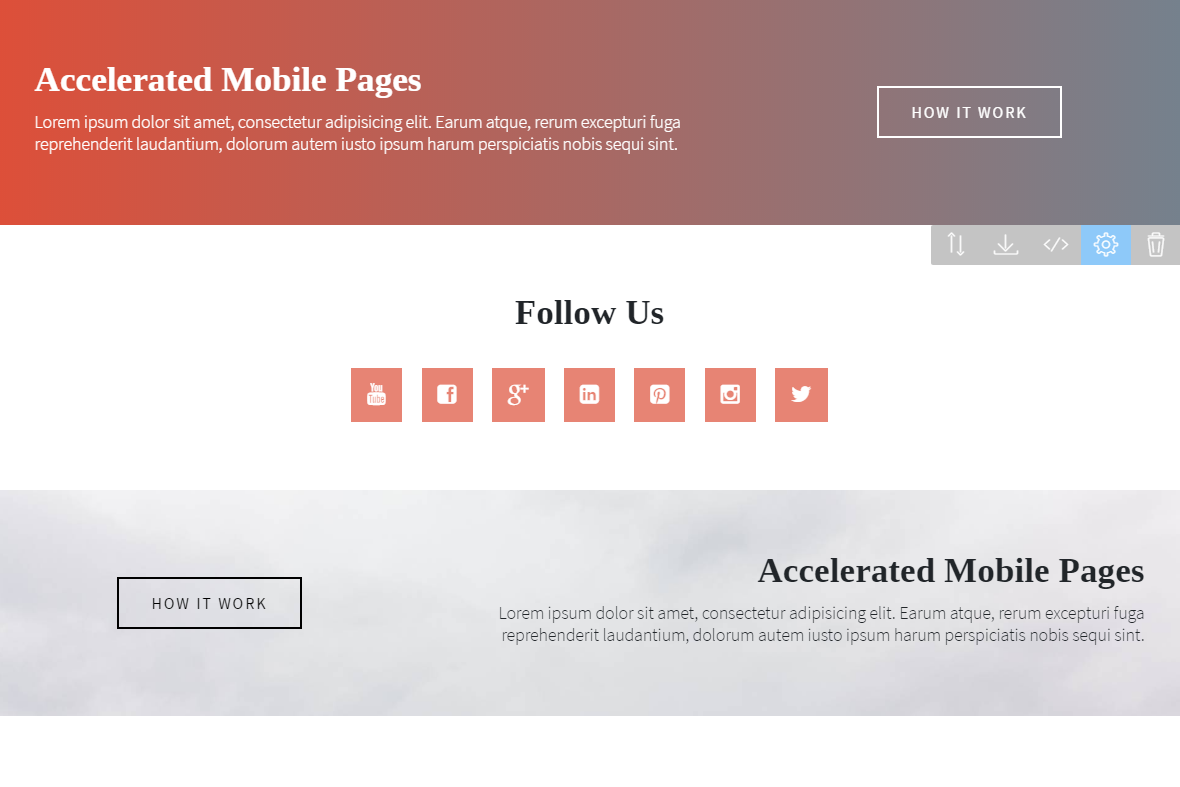 Accelerated Mobile Pages
Lorem ipsum dolor sit amet, consectetur adipisicing elit. Earum atque, rerum excepturi fuga
reprehenderit laudantium, dolorum autem iusto ipsum harum perspiciatis nobis sequi sint.
HOW IT WORK
Follow Us
You
Tube
HOW IT WORK
Accelerated Mobile Pages
Lorem ipsum dolor sit amet, consectetur adipisicing elit. Earum atque, rerum excepturi fuga
reprehenderit laudantium, dolorum autem iusto ipsum harum perspiciatis nobis sequi sint.